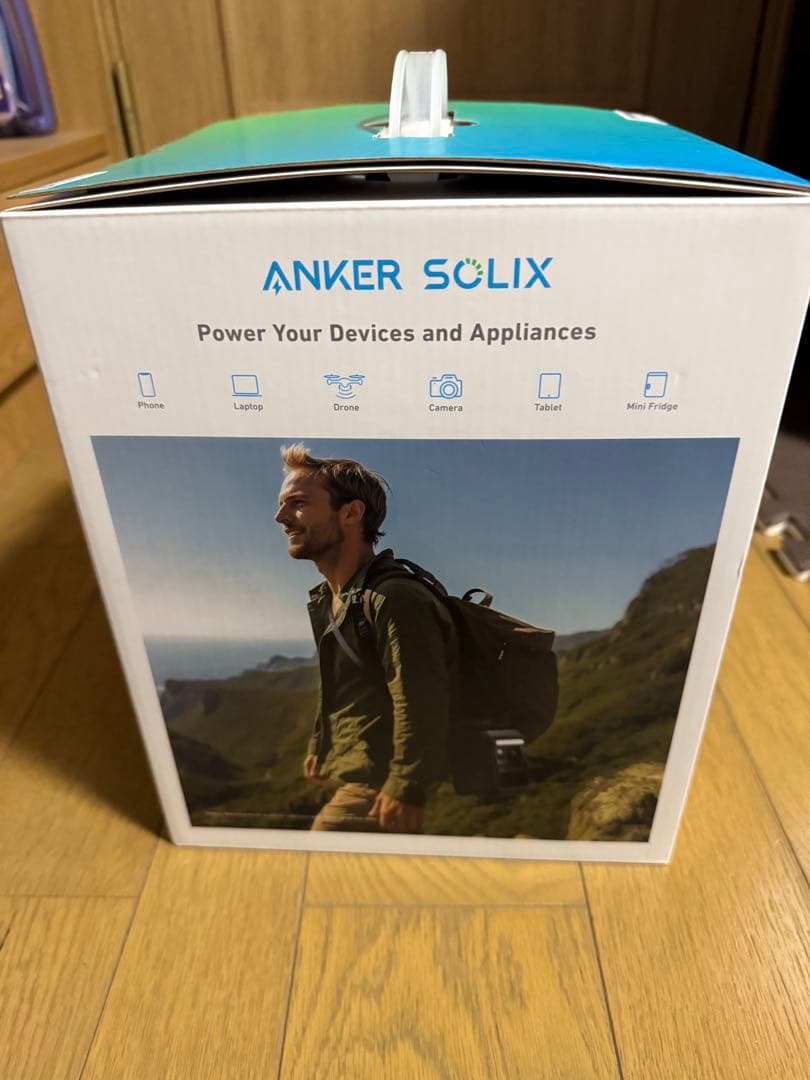 ANKER SOLIX
Power Your Devices and Appliances
Phone
Laptop
Drone
Camera
Tablet
Mini Fridge